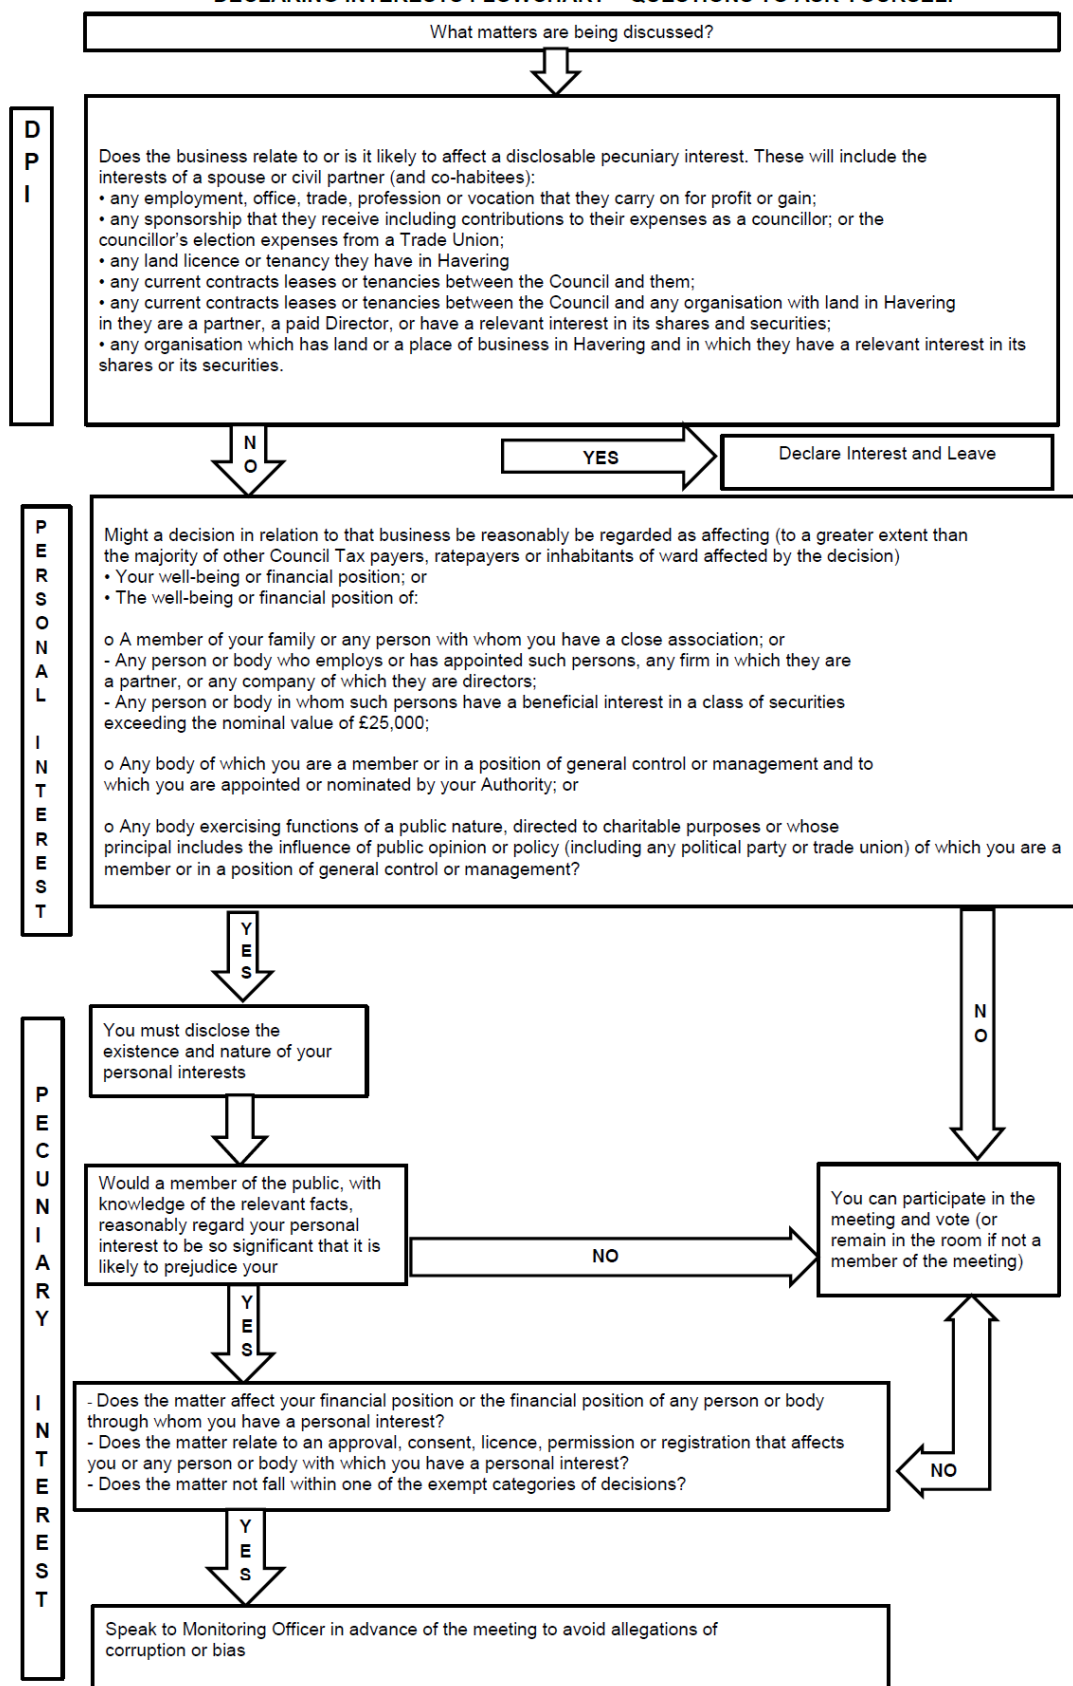 DECLARING INTERESTS FLOWCHART – QUESTIONS TO ASK YOURSELF
What matters are being discussed?
D
P
I
Does the business relate to or is it likely to affect a disclosable pecuniary interest. These will include the
interests of a spouse or civil partner (and co-habitees):
• any employment, office, trade, profession or vocation that they carry on for profit or gain;
• any sponsorship that they receive including contributions to their expenses as a councillor; or the
councillor's election expenses from a Trade Union;
• any land licence or tenancy they have in Havering
• any current contracts leases or tenancies between the Council and them;
• any current contracts leases or tenancies between the Council and any organisation with land in Havering
in they are a partner, a paid Director, or have a relevant interest in its shares and securities;
• any organisation which has land or a place of business in Havering and in which they have a relevant interest in its
shares or its securities.
N
O
YES
Declare Interest and Leave
P
E
R
S
O
N
A
L
I
N
T
E
R
E
S
T
Might a decision in relation to that business be reasonably be regarded as affecting (to a greater extent than
the majority of other Council Tax payers, ratepayers or inhabitants of ward affected by the decision)
• Your well-being or financial position; or
• The well-being or financial position of:
o A member of your family or any person with whom you have a close association; or
- Any person or body who employs or has appointed such persons, any firm in which they are
a partner, or any company of which they are directors;
- Any person or body in whom such persons have a beneficial interest in a class of securities
exceeding the nominal value of £25,000;
o Any body of which you are a member or in a position of general control or management and to
which you are appointed or nominated by your Authority; or
o Any body exercising functions of a public nature, directed to charitable purposes or whose
principal includes the influence of public opinion or policy (including any political party or trade union) of which you are a
member or in a position of general control or management?
Y
E
S
N
O
You must disclose the
existence and nature of your
personal interests
P
E
C
U
N
I
A
R
Y
I
N
T
E
R
E
S
T
Would a member of the public, with
knowledge of the relevant facts,
reasonably regard your personal
interest to be so significant that it is
likely to prejudice your
NO
You can participate in the
meeting and vote (or
remain in the room if not a
member of the meeting)
Y
E
S
- Does the matter affect your financial position or the financial position of any person or body
through whom you have a personal interest?
- Does the matter relate to an approval, consent, licence, permission or registration that affects
you or any person or body with which you have a personal interest?
- Does the matter not fall within one of the exempt categories of decisions?
NO
Y
E
S
Speak to Monitoring Officer in advance of the meeting to avoid allegations of
corruption or bias